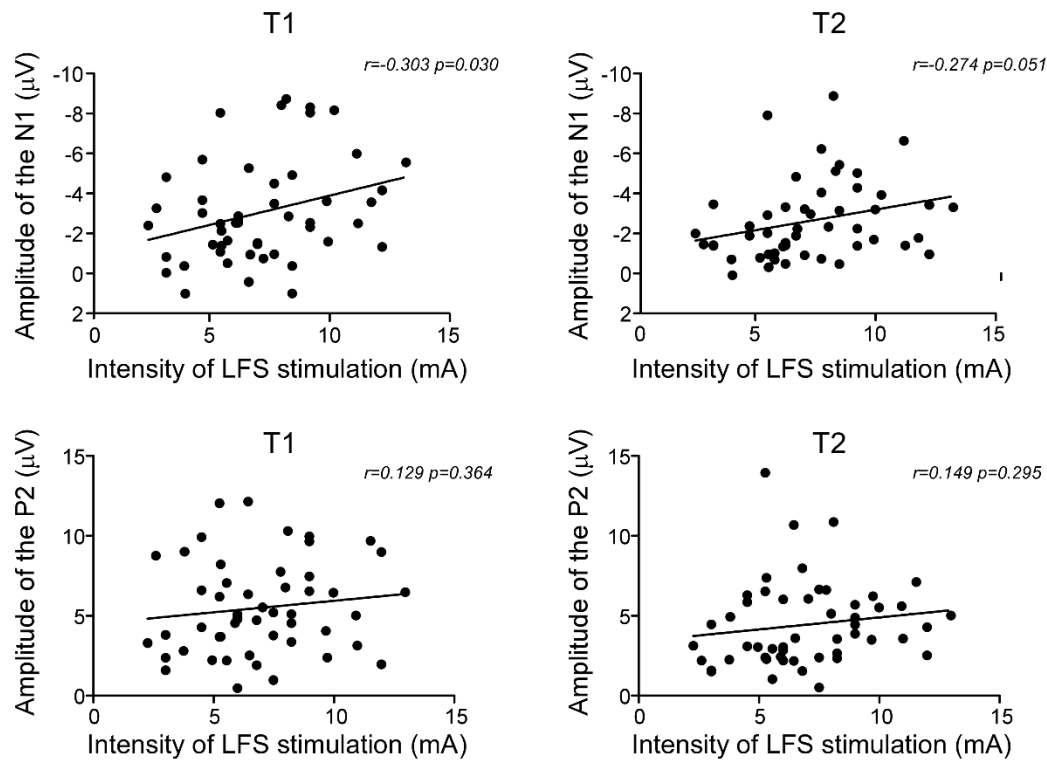 T1
r=-0.303 p=0.030
Amplitude of the N1 (μV)
-10
-8
-6
-4
-2
0
2
0
5
10
15
Intensity of LFS stimulation (mA)
T2
r=-0.274 p=0.051
Amplitude of the N1 (μV)
-10
-8
-6
-4
-2
0
2
0
5
10
15
Intensity of LFS stimulation (mA)
T1
r=0.129 p=0.364
Amplitude of the P2 (μV)
15
10
5
0
0
5
10
15
Intensity of LFS stimulation (mA)
T2
r=0.149 p=0.295
Amplitude of the P2 (μV)
15
10
5
0
0
5
10
15
Intensity of LFS stimulation (mA)